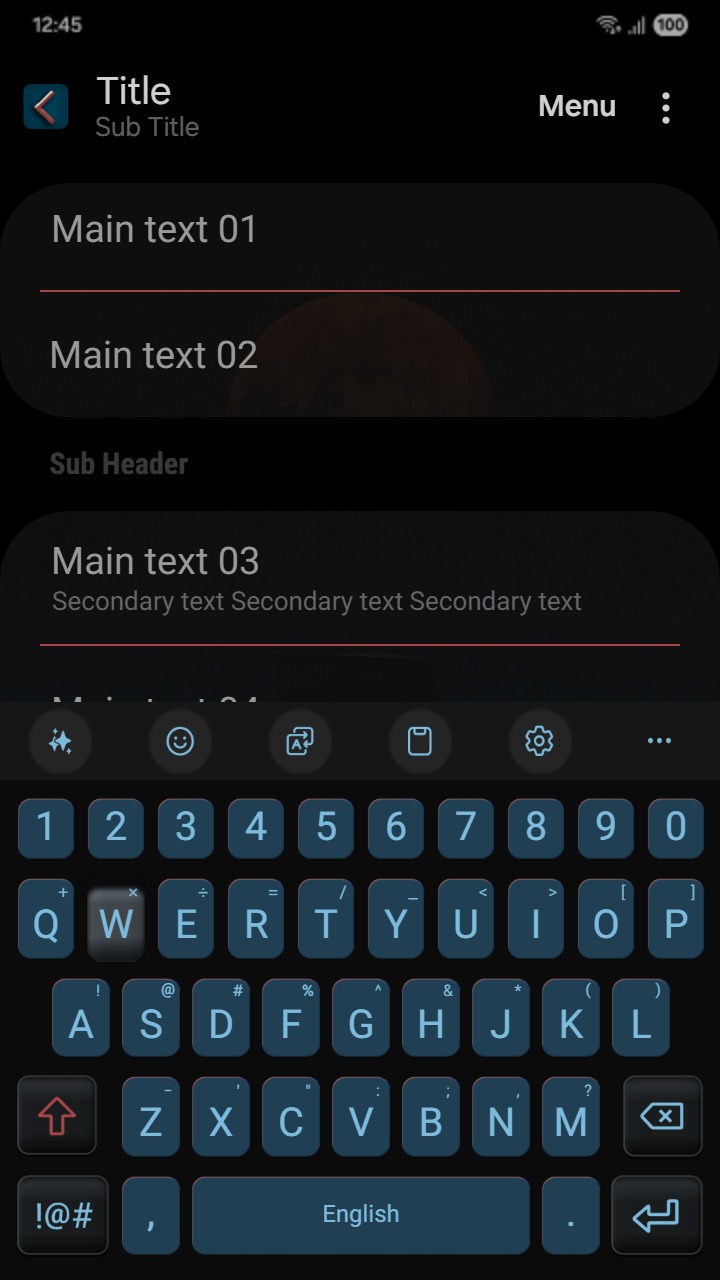 12:45
100
Title
Sub Title
Menu
Main text 01
Main text 02
Sub Header
Main text 03
Secondary text Secondary text Secondary text
1 2 3 4 5 6 7 8 9 0
+ × ÷ = / _ < > [ ]
Q W E R T Y U I O P
! @ # % ^ & * ( )
A S D F G H J K L
- ' " : ; , ?
Z X C V B N M
!@# , English .